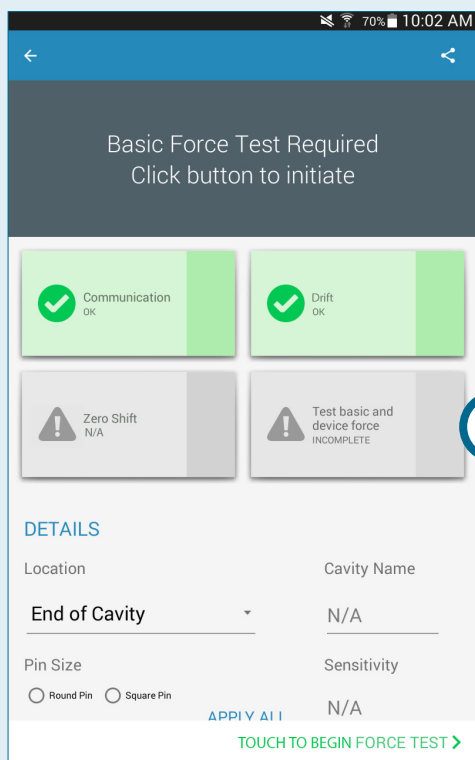 70% 10:02 AM
Basic Force Test Required
Click button to initiate
Communication
OK
Drift
OK
Zero Shift
N/A
Test basic and
device force
INCOMPLETE
DETAILS
Location
Cavity Name
End of Cavity
N/A
Pin Size
Sensitivity
Round Pin
Square Pin
N/A
APPLY ALL
TOUCH TO BEGIN FORCE TEST